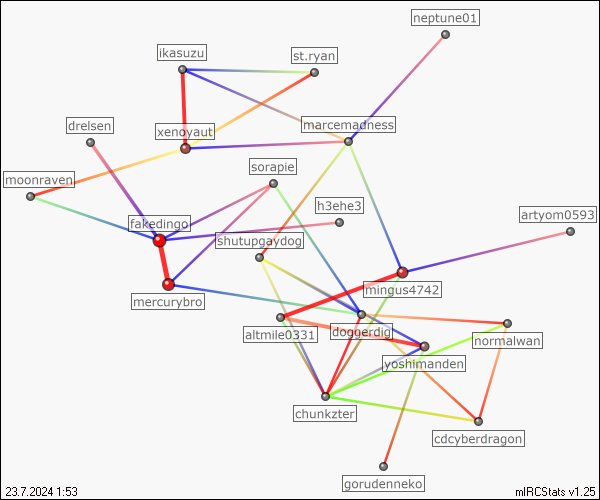 neptune01
ikasuzu
st.ryan
drelsen
xenoyaut
marcemadness
moonraven
sorapie
h3ehe3
artyom0593
fakedingo
shutupgaydog
mingus4742
mercurybro
altmile0331
doggerdig
normalwan
yoshmanden
chunkzter
cdcyberdragon
gorudenneko
23.7.2024 1:53
mIRCStats v1.25